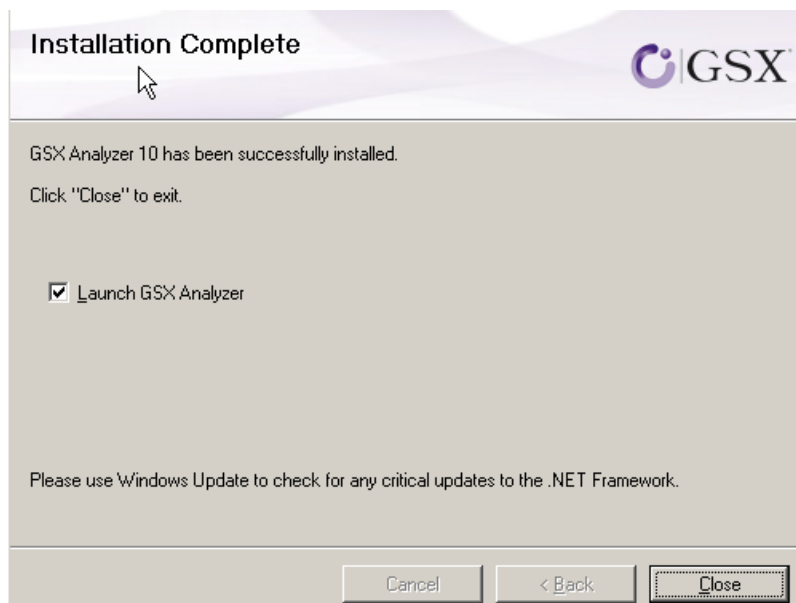 Installation Complete
GSX
GSX Analyzer 10 has been successfully installed.
Click "Close" to exit.
Launch GSX Analyzer
Please use Windows Update to check for any critical updates to the .NET Framework.
Cancel
< Back
Close